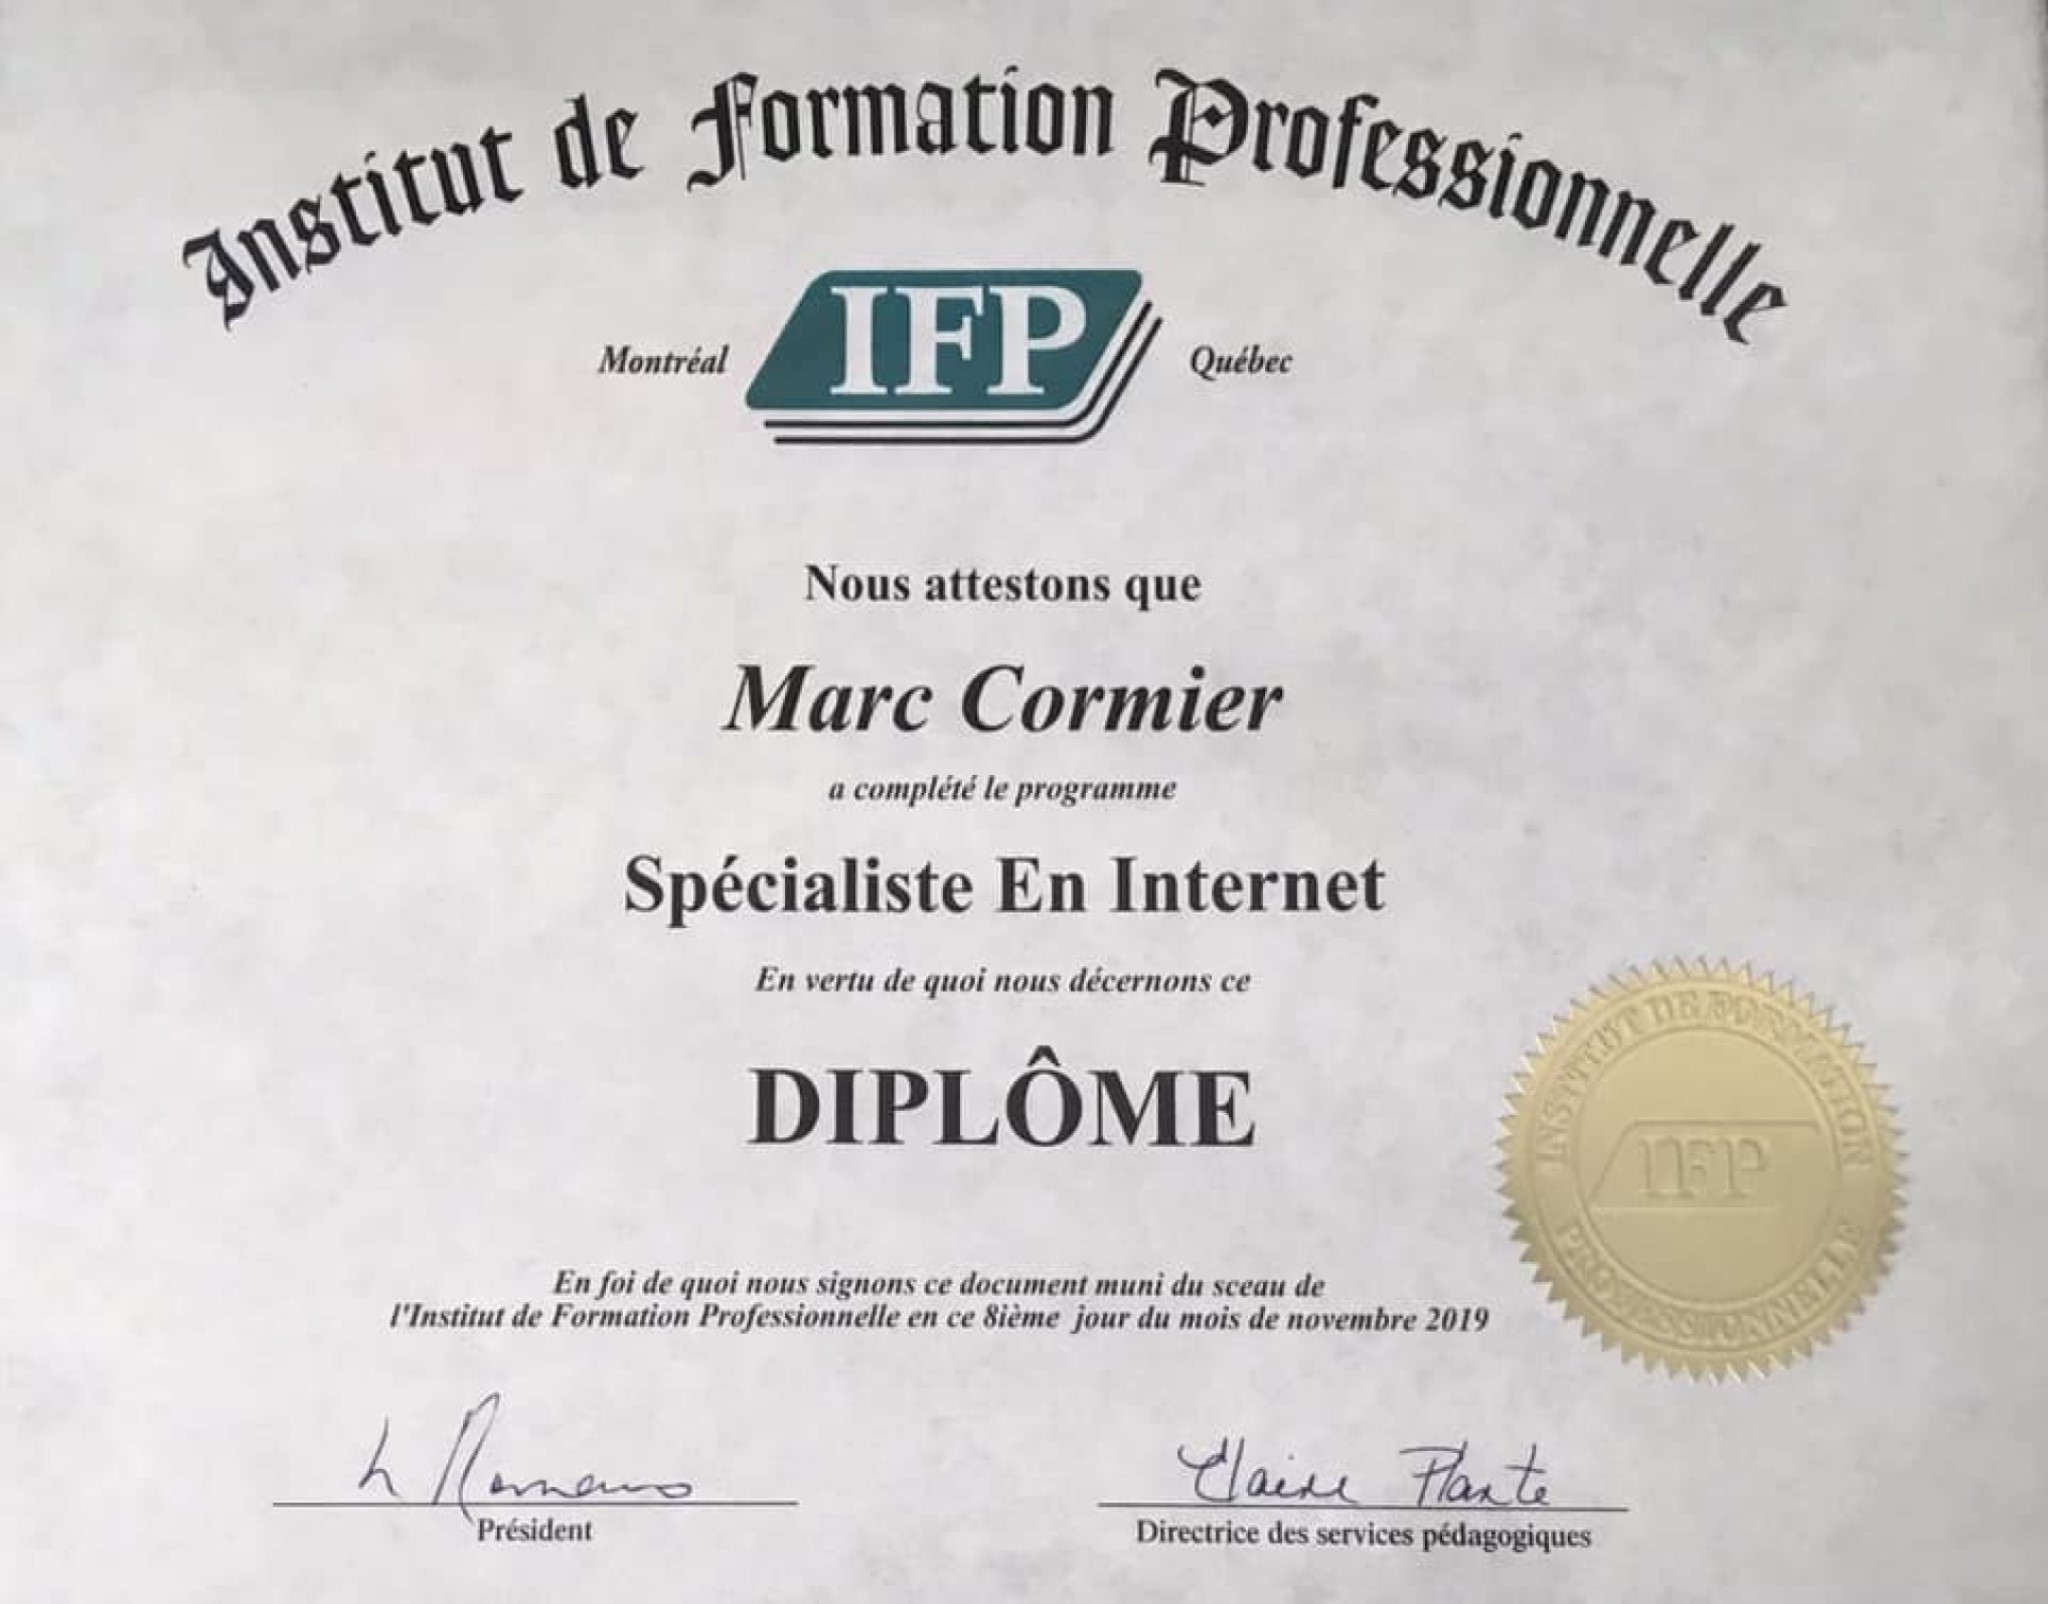 Institut de Formation Professionnelle
Montréal IFP Québec
Nous attestons que
Marc Cormier
a complété le programme
Spécialiste En Internet
En vertu de quoi nous décernons ce
DIPLÔME
INSTITUT DE FORMATION
IFP
PROFESSIONNELLE
En foi de quoi nous signons ce document muni du sceau de
l'Institut de Formation Professionnelle en ce 8ième jour du mois de novembre 2019
Claire Plante
Président
Directrice des services pédagogiques